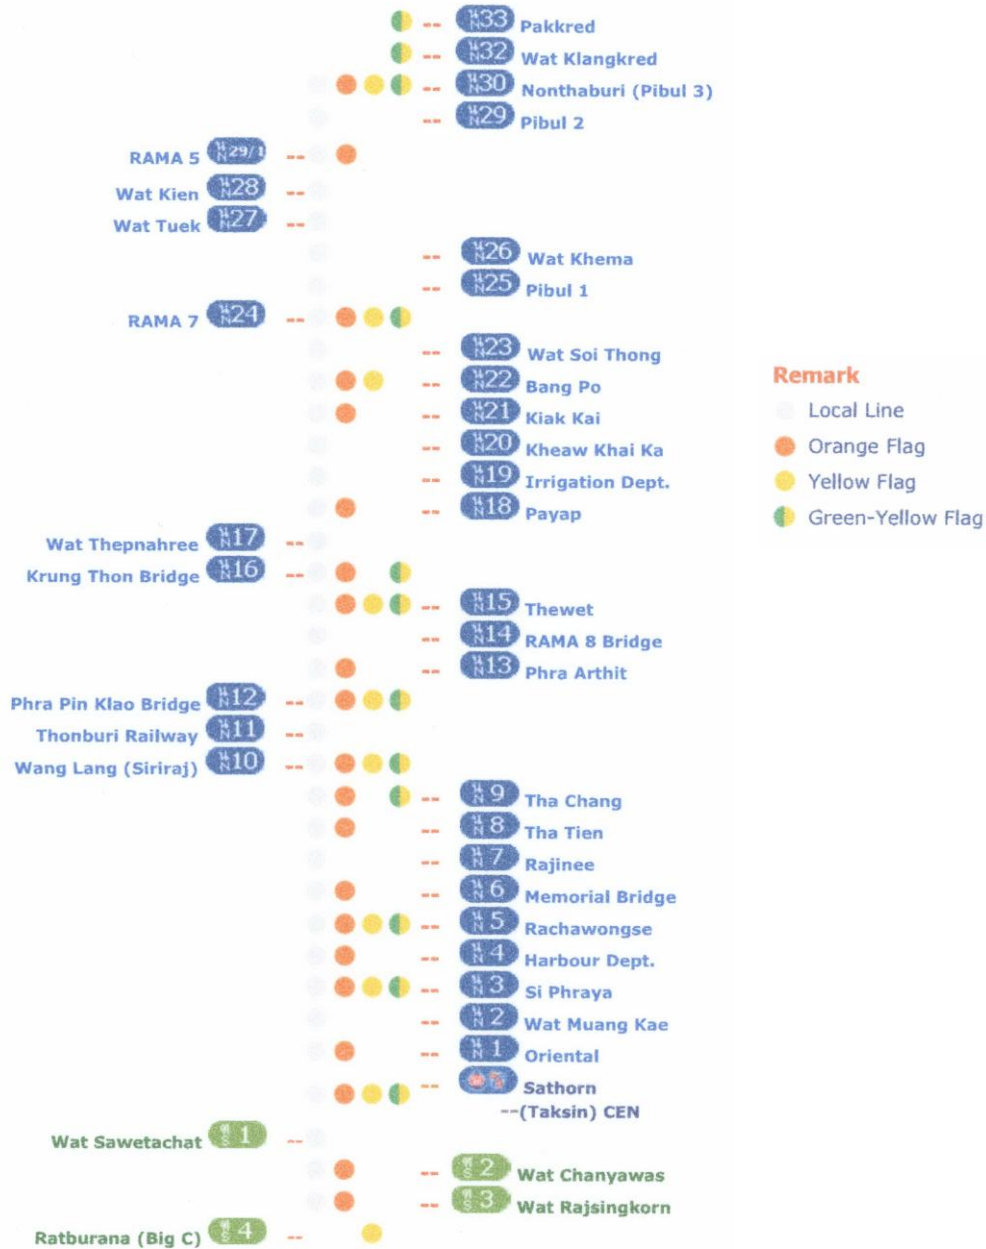 N33 Pakkred
N32 Wat Klangkred
N30 Nonthaburi (Pibul 3)
N29 Pibul 2
RAMA 5 N29/1
Wat Kien N28
Wat Tuek N27
N26 Wat Khema
N25 Pibul 1
RAMA 7 N24
N23 Wat Soi Thong
N22 Bang Po
N21 Kiak Kai
N20 Kheaw Khai Ka
N19 Irrigation Dept.
N18 Payap
Wat Thepnahree N17
Krung Thon Bridge N16
N15 Thewet
N14 RAMA 8 Bridge
N13 Phra Arthit
Phra Pin Klao Bridge N12
Thonburi Railway N11
Wang Lang (Siriraj) N10
N9 Tha Chang
N8 Tha Tien
N7 Rajinee
N6 Memorial Bridge
N5 Rachawongse
N4 Harbour Dept.
N3 Si Phraya
N2 Wat Muang Kae
N1 Oriental
Sathorn
--(Taksin) CEN
Wat Sawetachat S1
S2 Wat Chanyawas
S3 Wat Rajsingkorn
Ratburana (Big C) S4
Remark
Local Line
Orange Flag
Yellow Flag
Green-Yellow Flag